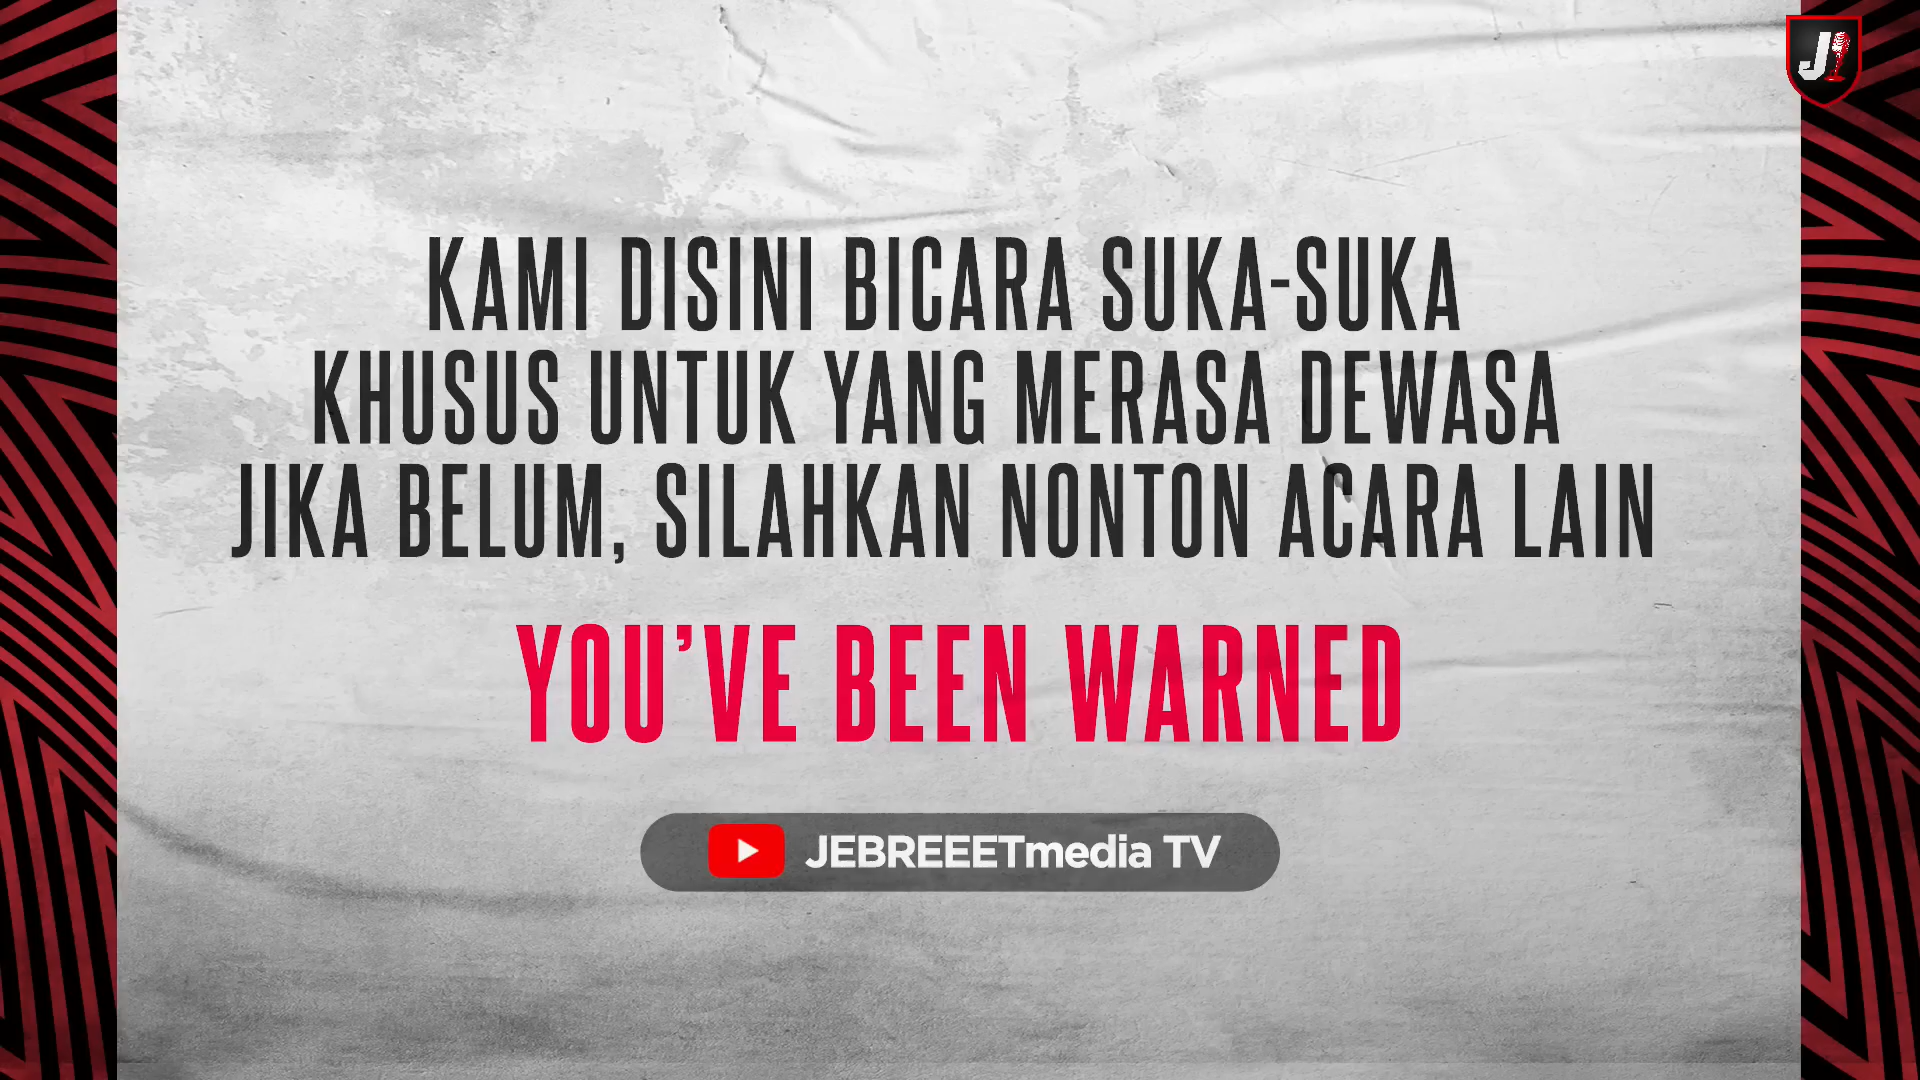 KAMI DISINI BICARA SUKA-SUKA
KHUSUS UNTUK YANG MERASA DEWASA
JIKA BELUM, SILAHKAN NONTON ACARA LAIN
YOU'VE BEEN WARNED
JEBREEETmedia TV
J